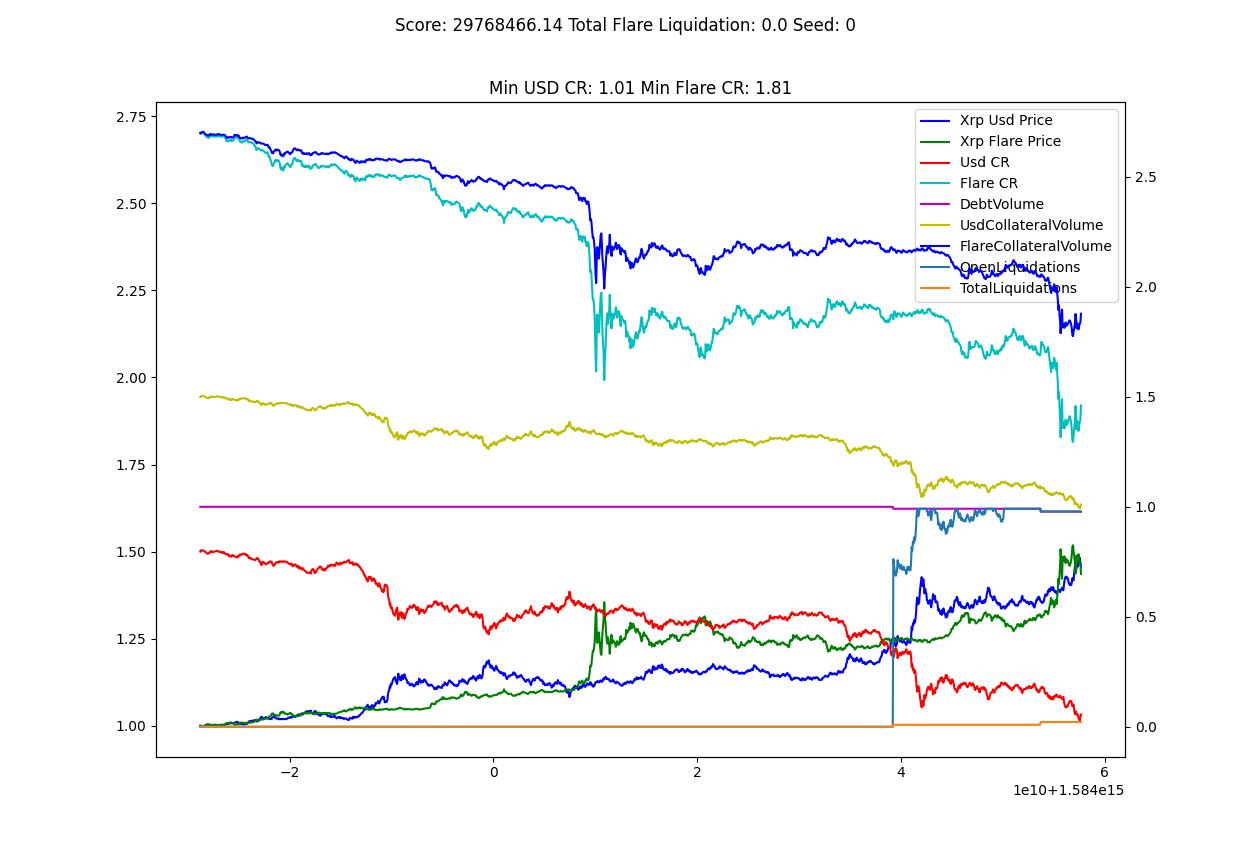 Score: 29768466.14 Total Flare Liquidation: 0.0 Seed: 0
Min USD CR: 1.01 Min Flare CR: 1.81
2.75
2.50
2.25
2.00
1.75
1.50
1.25
1.00
Xrp Usd Price
Xrp Flare Price
Usd CR
Flare CR
DebtVolume
UsdCollateralVolume
FlareCollateralVolume
OpenLiquidations
TotalLiquidations
2.5
2.0
1.5
1.0
0.5
0.0
−2
0
2
4
6
1e10+1.584e15